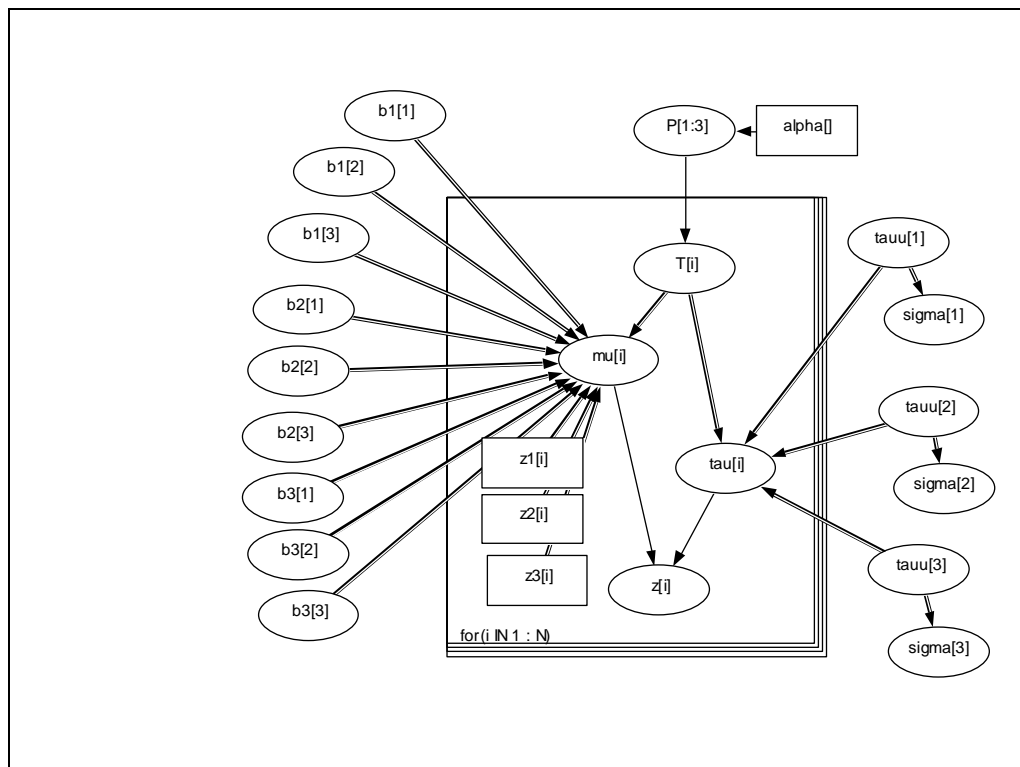 b1[1]
P[1:3]
alpha[]
b1[2]
b1[3]
tauu[1]
T[i]
b2[1]
sigma[1]
mu[i]
b2[2]
tauu[2]
b2[3]
z1[i]
tau[i]
sigma[2]
b3[1]
z2[i]
b3[2]
z3[i]
z[i]
tauu[3]
b3[3]
for(i IN 1 : N)
sigma[3]